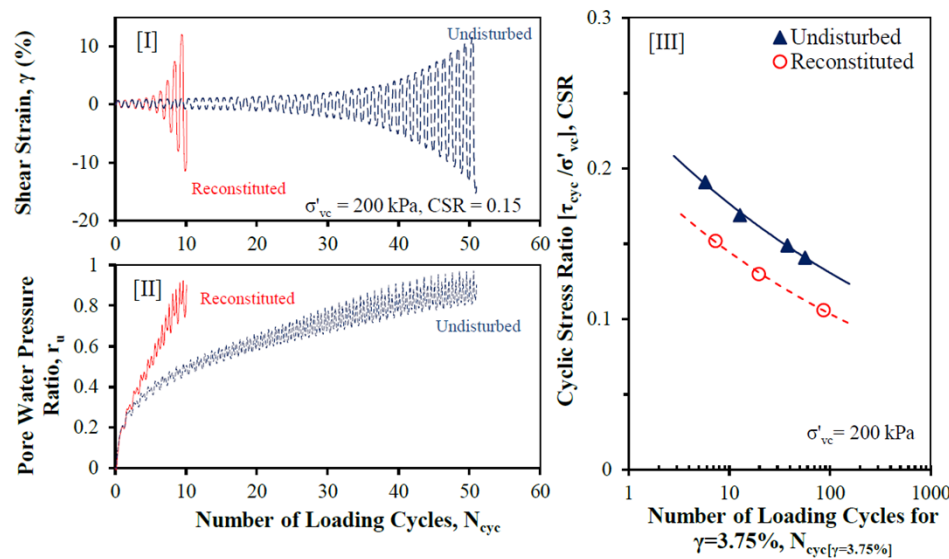 [I]
Undisturbed
Reconstituted
σ'vc = 200 kPa, CSR = 0.15
Shear Strain, γ (%)
10
0
-10
-20
0 10 20 30 40 50 60
[II]
Reconstituted
Undisturbed
Pore Water Pressure
Ratio, ru
1
0.8
0.6
0.4
0.2
0
0 10 20 30 40 50 60
Number of Loading Cycles, Ncyc
[III]
Undisturbed
Reconstituted
Cyclic Stress Ratio [τcyc /σ'vc], CSR
0.3
0.2
0.1
0
σ'vc= 200 kPa
1 10 100 1000
Number of Loading Cycles for
γ=3.75%, Ncyc[γ=3.75%]